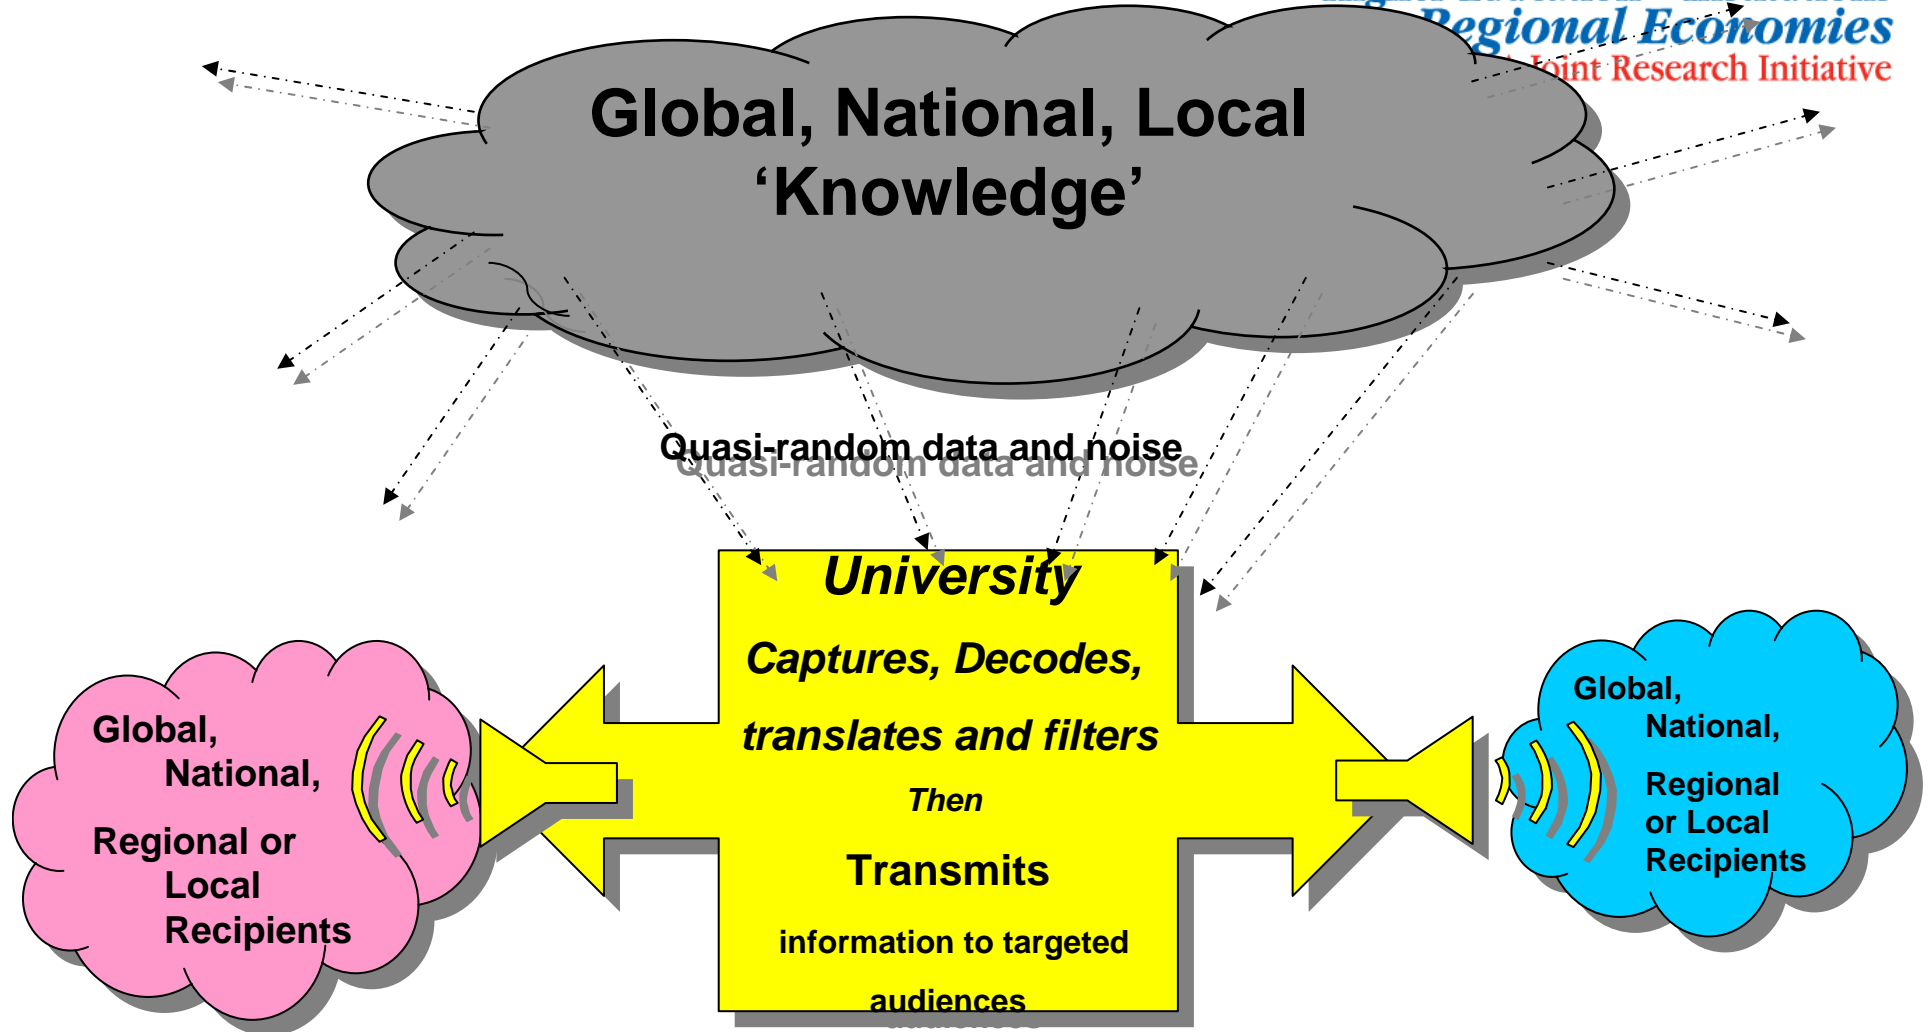 Regional Economies
Joint Research Initiative
Global, National, Local
‘Knowledge’
Quasi-random data and noise
University
Captures, Decodes,
translates and filters
Then
Transmits
information to targeted
audiences
Global,
National,
Regional or
Local
Recipients
Global,
National,
Regional
or Local
Recipients